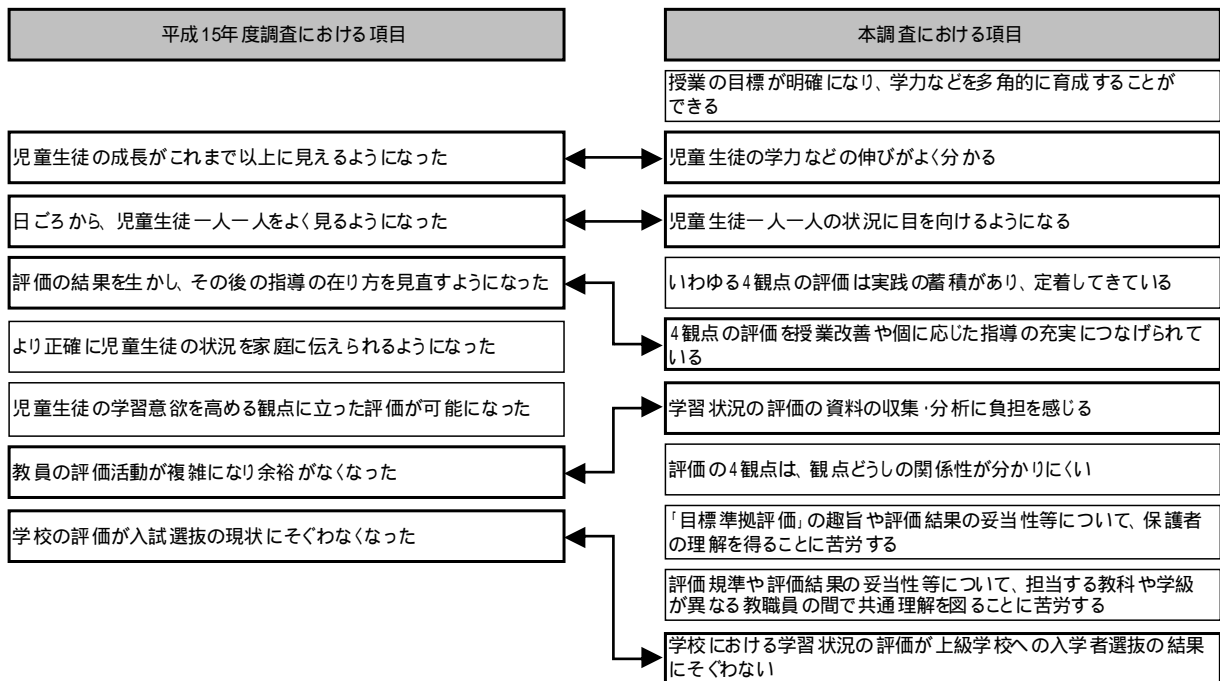 平成15年度調査における項目
児童生徒の成長がこれまで以上に見えるようになった
日ごろから、児童生徒一人一人をよく見るようになった
評価の結果を生かし、その後の指導の在り方を見直すようになった
より正確に児童生徒の状況を家庭に伝えられるようになった
児童生徒の学習意欲を高める観点に立った評価が可能になった
教員の評価活動が複雑になり余裕がなくなった
学校の評価が入試選抜の現状にそぐわなくなった
本調査における項目
授業の目標が明確になり、学力などを多角的に育成することが
できる
児童生徒の学力などの伸びがよく分かる
児童生徒一人一人の状況に目を向けるようになる
いわゆる4観点の評価は実践の蓄積があり、定着してきている
4観点の評価を授業改善や個に応じた指導の充実につなげられて
いる
学習状況の評価の資料の収集・分析に負担を感じる
評価の4観点は、観点どうしの関係性が分かりにくい
「目標準拠評価」の趣旨や評価結果の妥当性等について、保護者
の理解を得ることに苦労する
評価規準や評価結果の妥当性等について、担当する教科や学級
が異なる教職員の間で共通理解を図ることに苦労する
学校における学習状況の評価が上級学校への入学者選抜の結果
にそぐわない